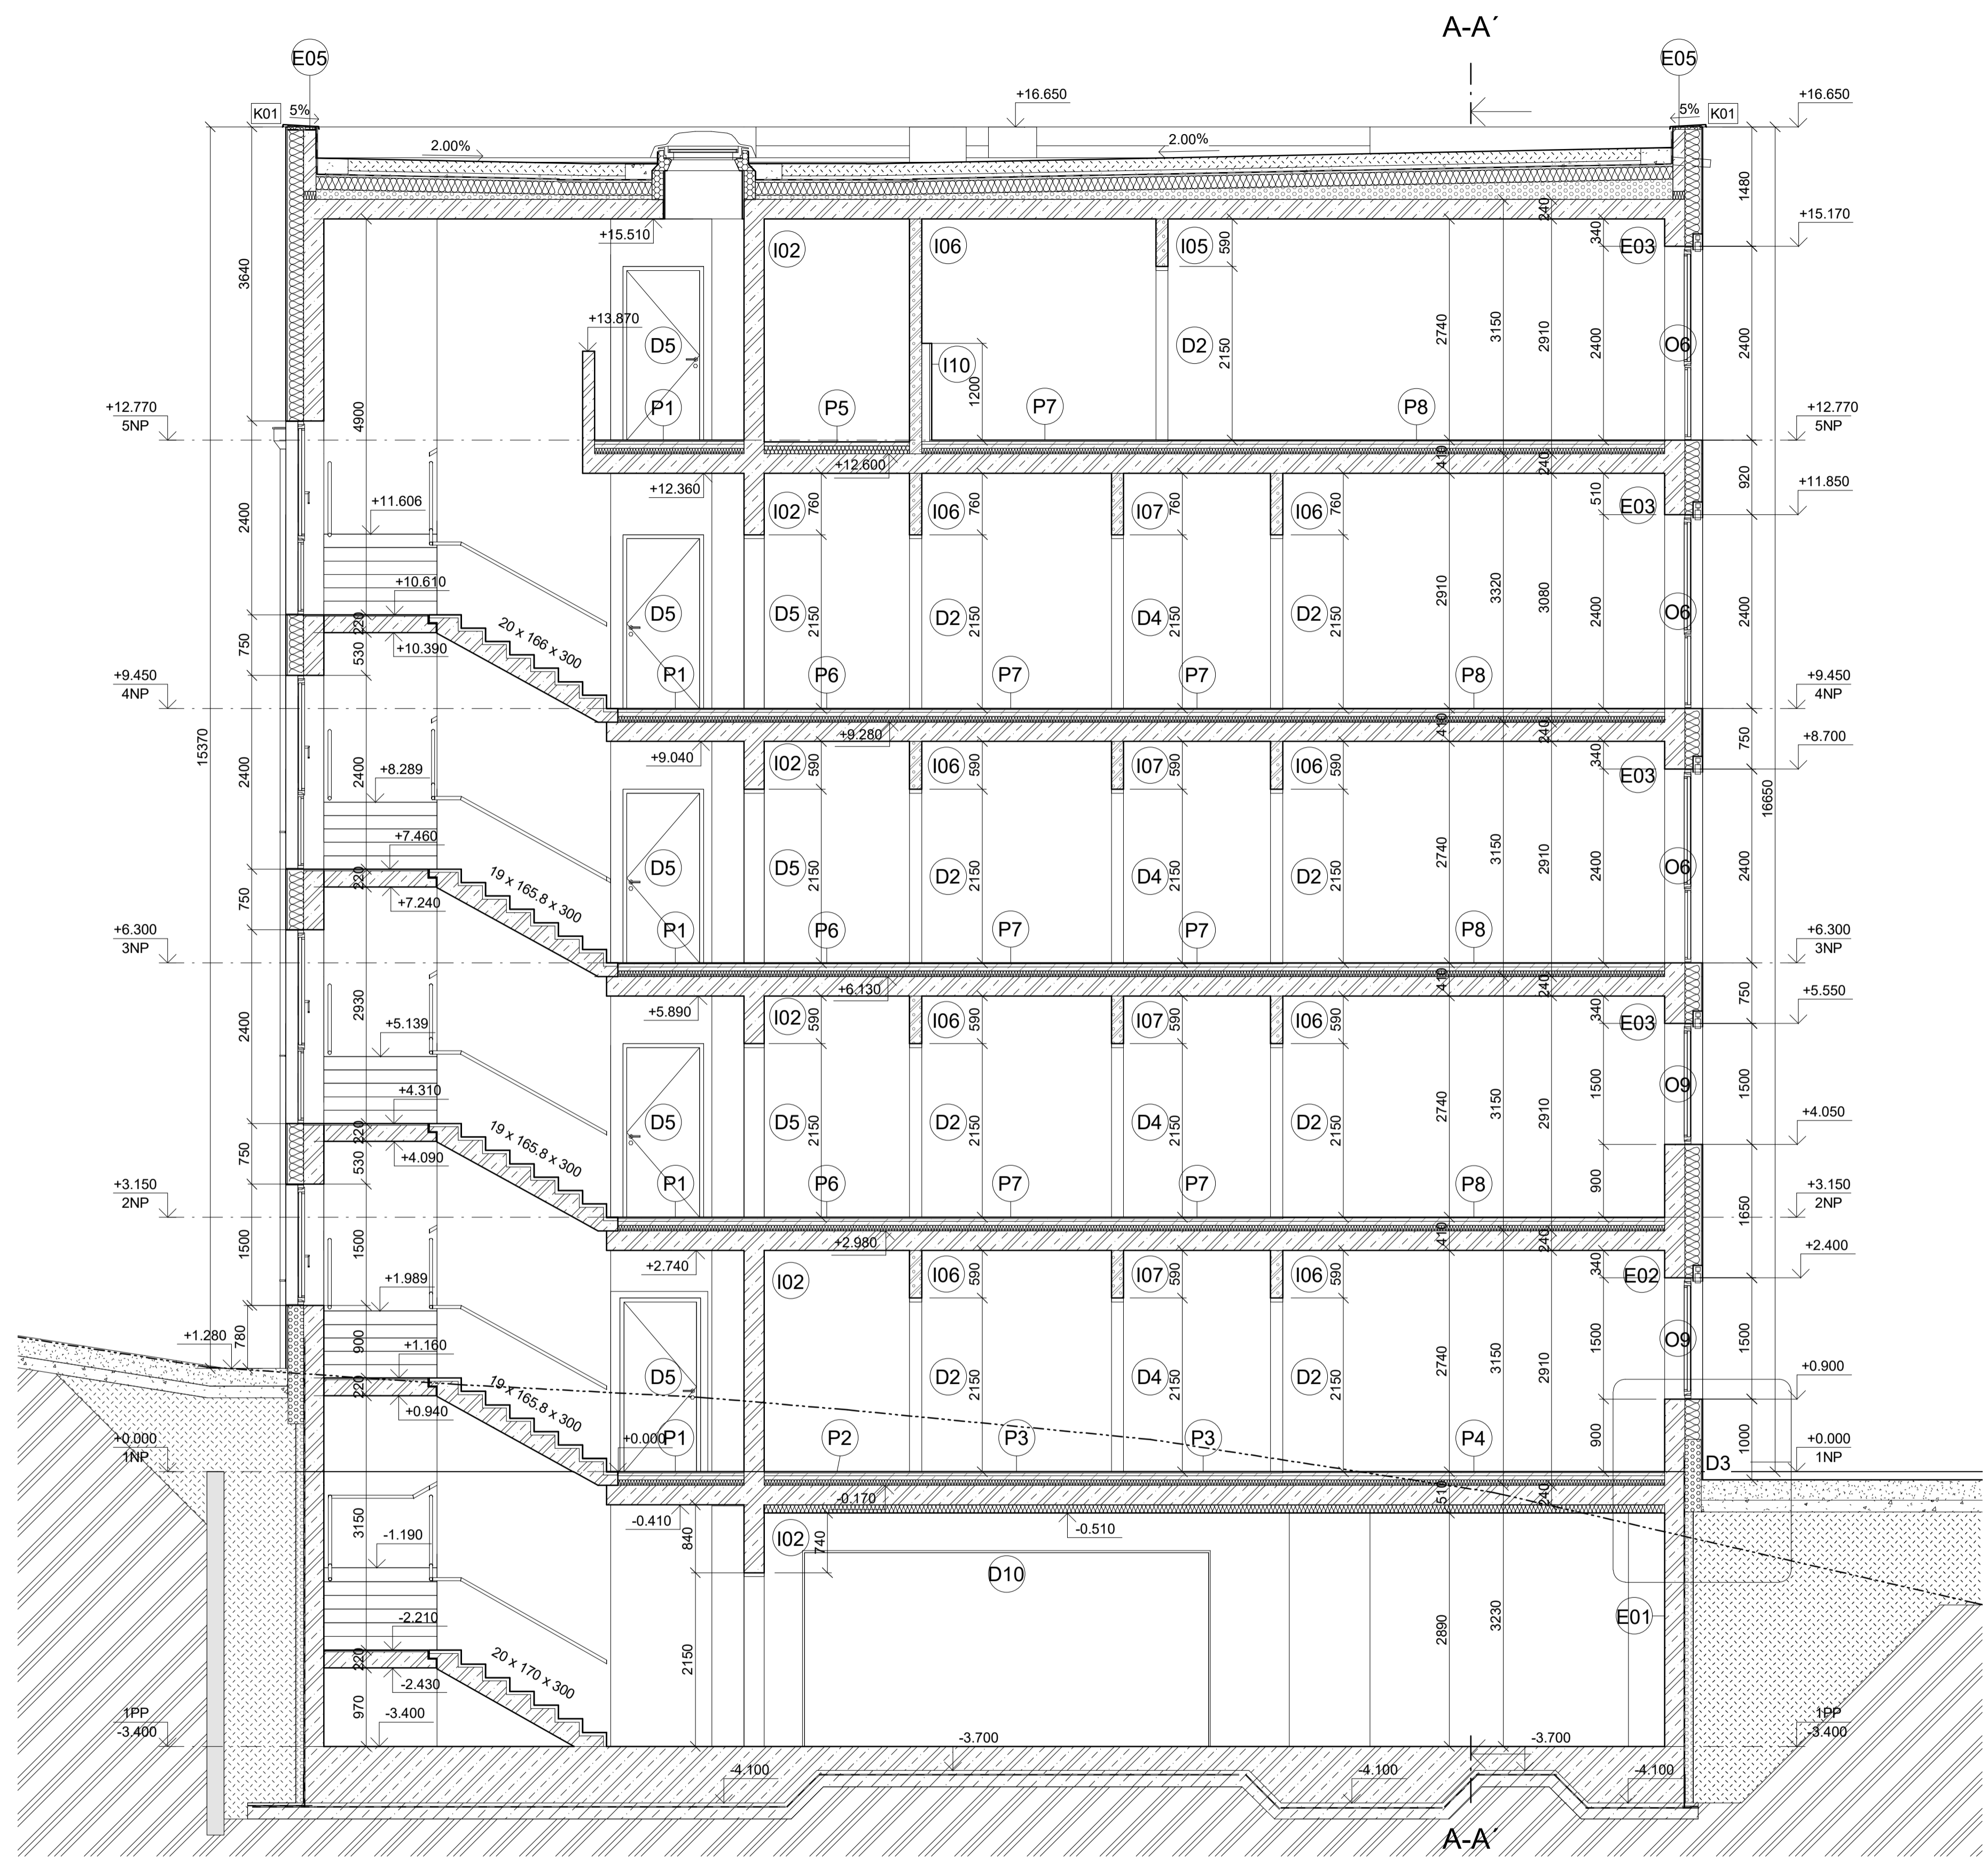 A-A´
E05
E05
K01
5%
+16.650
5%
K01
+16.650
2.00%
2.00%
1480
240
+15.510
I02
I06
I05
590
340
E03
+15.170
3640
+13.870
D5
I10
1200
D2
2150
2740
3150
2910
2400
O6
2400
+12.770
5NP
4900
P1
P5
P7
P8
+12.770
5NP
410
240
+12.600
+12.360
920
2400
+11.606
I02
760
I06
760
I07
760
I06
760
510
E03
+11.850
+10.610
D5
D5
2150
D2
2150
D4
2150
D2
2150
2910
3320
3080
2400
O6
2400
220
20 x 166 x 300
750
530
+10.390
+9.450
4NP
P1
P6
P7
P7
P8
+9.450
4NP
15370
+9.280
410
240
750
+9.040
2400
2400
+8.289
I02
590
I06
590
I07
590
I06
590
340
E03
+8.700
16650
+7.460
D5
D5
2150
D2
2150
D4
2150
D2
2150
2740
3150
2910
2400
O6
2400
220
19 x 165.8 x 300
750
+7.240
+6.300
3NP
P1
P6
P7
P7
P8
+6.300
3NP
+6.130
410
240
750
+5.890
2400
2930
+5.139
I02
590
I06
590
I07
590
I06
590
340
E03
+5.550
+4.310
D5
D5
2150
D2
2150
D4
2150
D2
2150
2740
3150
2910
1500
O9
1500
+4.050
220
19 x 165.8 x 300
750
530
+4.090
900
+3.150
2NP
P1
P6
P7
P7
P8
+3.150
2NP
1650
+2.980
410
240
+2.740
1500
1500
+1.989
I02
I06
590
I07
590
I06
590
340
E02
+2.400
+1.280
780
900
+1.160
D5
D2
2150
D4
2150
D2
2150
2740
3150
2910
1500
O9
1500
+0.900
220
19 x 165.8 x 300
+0.940
900
1000
+0.000
1NP
+0.000
P1
P2
P3
P3
P4
D3
+0.000
1NP
-0.170
510
240
-0.410
-0.510
3150
-1.190
840
I02
740
D10
-2.210
2150
2890
3230
E01
220
20 x 170 x 300
-2.430
970
-3.400
1PP
-3.400
1PP
-3.400
-3.700
-3.700
-4.100
-4.100
-4.100
A-A´